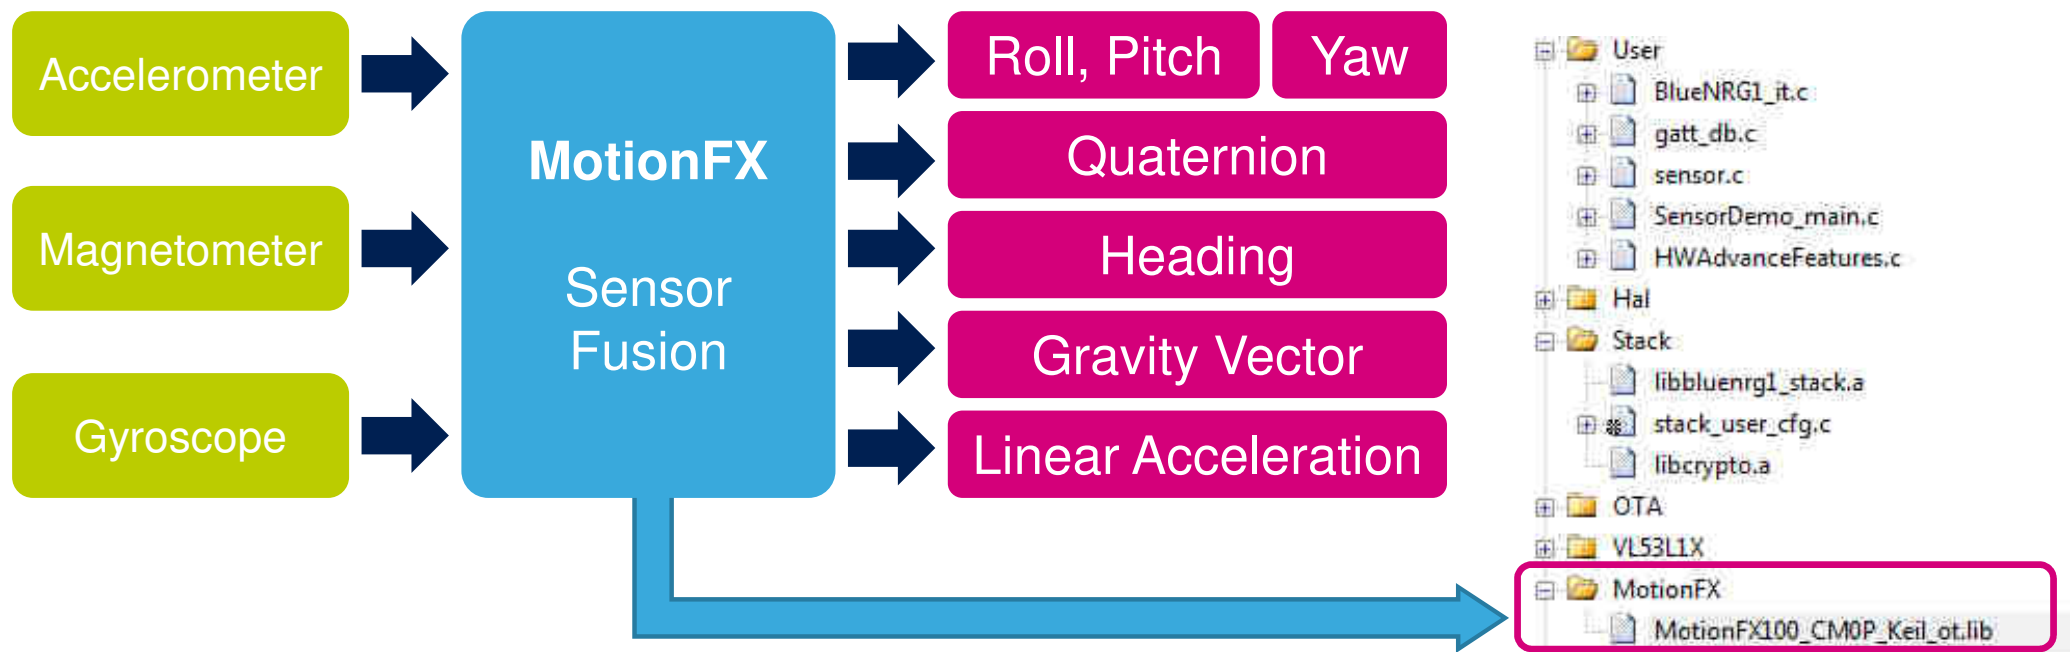 Accelerometer
Magnetometer
Gyroscope
MotionFX
Sensor
Fusion
Roll, Pitch
Yaw
Quaternion
Heading
Gravity Vector
Linear Acceleration
User
BlueNRG1_it.c
gatt_db.c
sensor.c
SensorDemo_main.c
HWAdvanceFeatures.c
Hal
Stack
libbluenrg1_stack.a
stack_user_cfg.c
libcrypto.a
OTA
VL53L1X
MotionFX
MotionFX100_CM0P_Keil_ot.lib